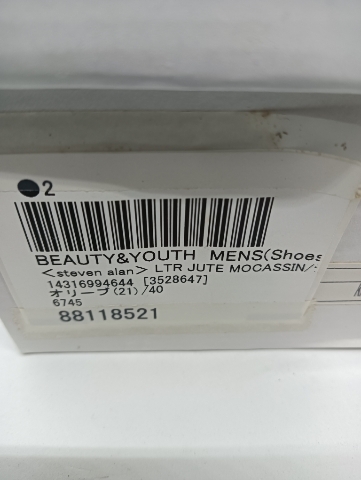 ●2
BEAUTY&YOUTH MENS(Shoes
<steven alan> LTR JUTE MOCASSIN/
14316994644 [3528647]
オリーブ(21)/40
6745
88118521